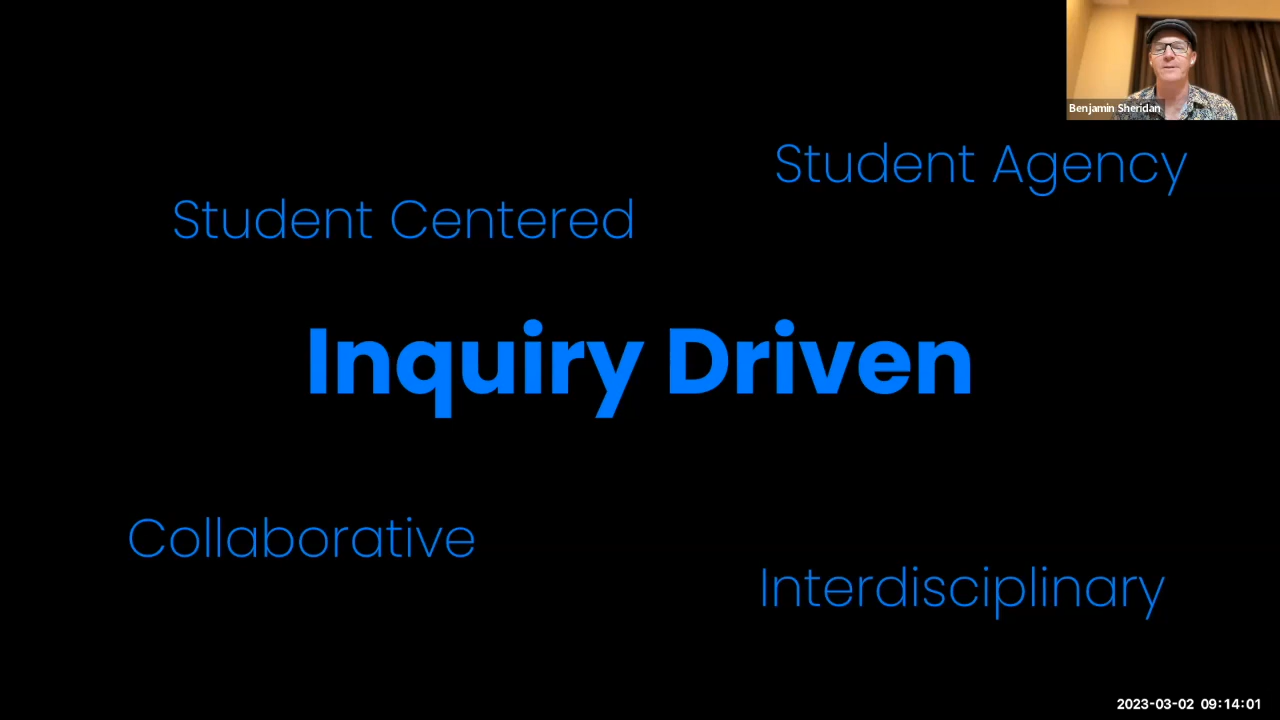 Benjamin Sheridan
Student Agency
Student Centered
Inquiry Driven
Collaborative
Interdisciplinary
2023-03-02 09:14:01